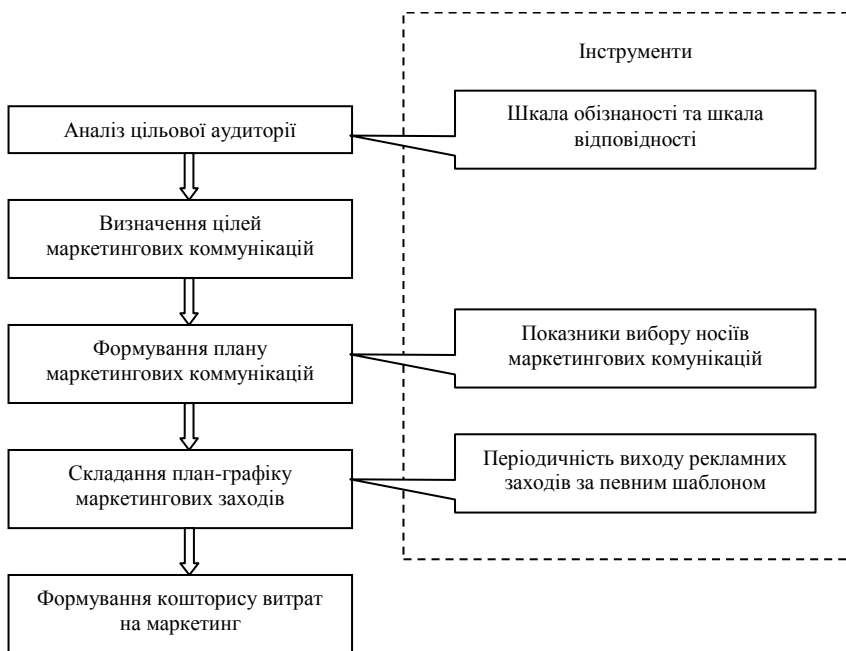 Інструменти
Аналіз цільової аудиторії
Шкала обізнаності та шкала
відповідності
Визначення цілей
маркетингових коммунікацій
Формування плану
маркетингових коммунікацій
Показники вибору носіїв
маркетингових комунікацій
Складання план-графіку
маркетингових заходів
Періодичність виходу рекламних
заходів за певним шаблоном
Формування кошторису витрат
на маркетинг